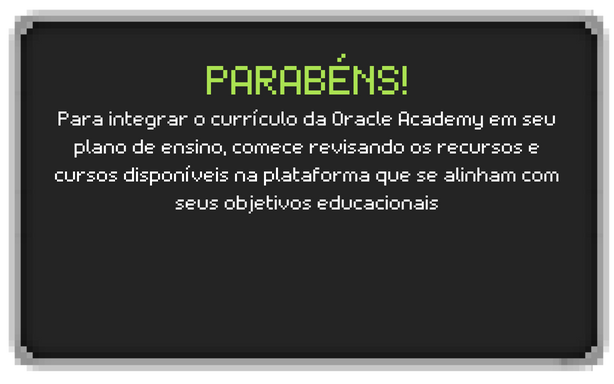 PARABÉNS!
Para integrar o currículo da Oracle Academy em seu
plano de ensino, comece revisando os recursos e
cursos disponíveis na plataforma que se alinham com
seus objetivos educacionais